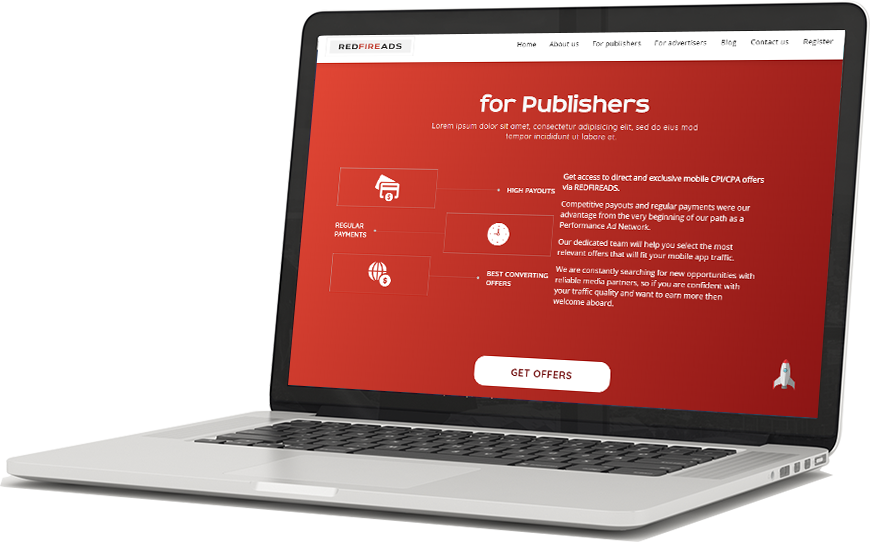 REDFIREADS
Home About us For publishers For advertisers Blog Contact us Register
for Publishers
Lorem ipsum dolor sit amet, consectetur adipisicing elit, sed do eius mod
tempor incididunt ut labore et.
HIGH PAYOUTS
REGULAR
PAYMENTS
BEST CONVERTING
OFFERS
Get access to direct and exclusive mobile CPI/CPA offers
via REDFIREADS.
Competitive payouts and regular payments were our
advantage from the very beginning of our path as a
Performance Ad Network.
Our dedicated team will help you select the most
relevant offers that will fit your mobile app traffic.
We are constantly searching for new opportunities with
reliable media partners, so if you are confident with
your traffic quality and want to earn more then
welcome aboard.
GET OFFERS